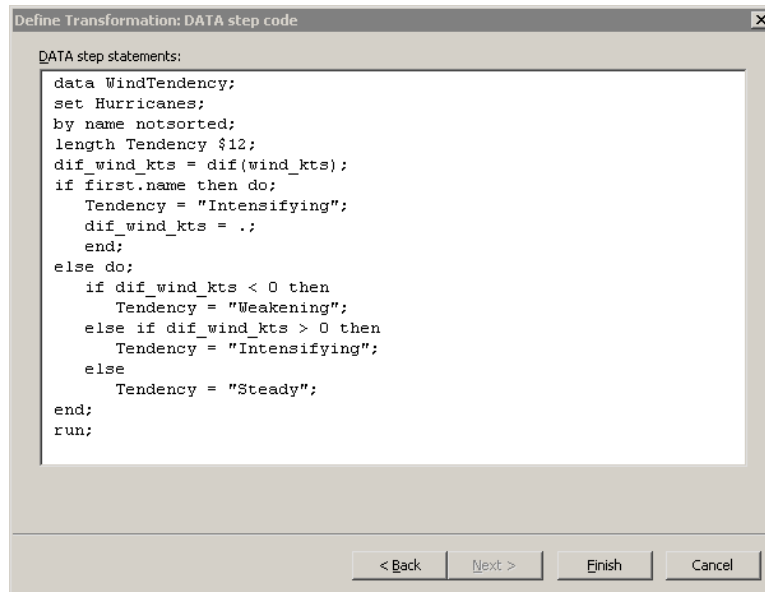 Define Transformation: DATA step code
DATA step statements:
data WindTendency;
set Hurricanes;
by name notsorted;
length Tendency $12;
dif_wind_kts = dif(wind_kts);
if first.name then do;
   Tendency = "Intensifying";
   dif_wind_kts = .;
   end;
else do;
   if dif_wind_kts < 0 then
      Tendency = "Weakening";
   else if dif_wind_kts > 0 then
      Tendency = "Intensifying";
   else
      Tendency = "Steady";
end;
run;
< Back Next > Finish Cancel